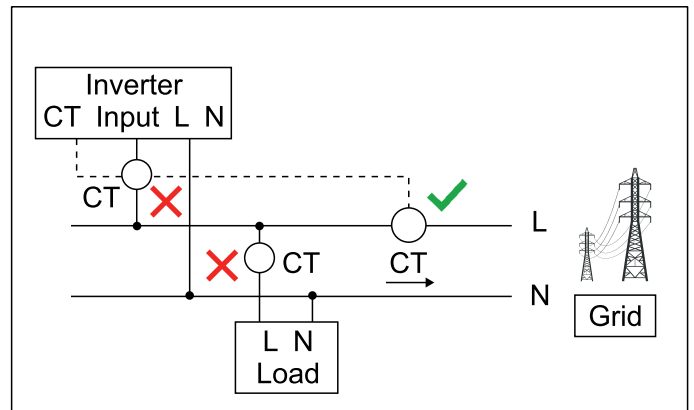 Inverter
CT Input L N
CT
L
CT
CT
N
Grid
L N
Load